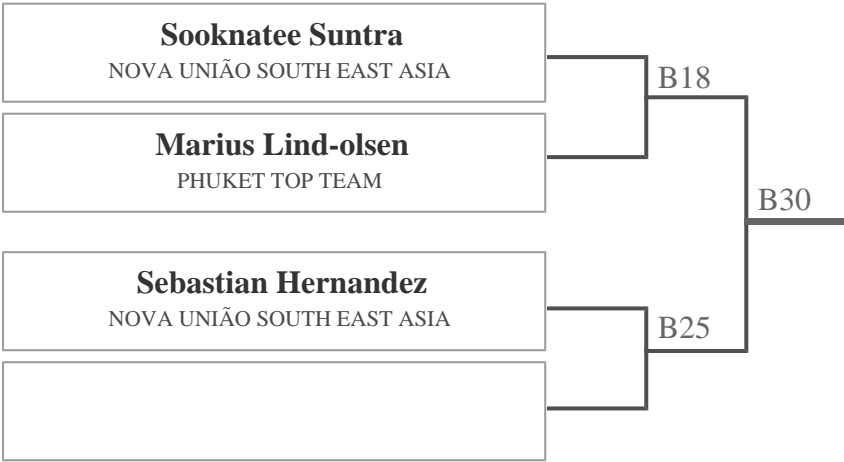 Sooknatee Suntra
NOVA UNIÃO SOUTH EAST ASIA
B18
Marius Lind-olsen
PHUKET TOP TEAM
B30
Sebastian Hernandez
NOVA UNIÃO SOUTH EAST ASIA
B25